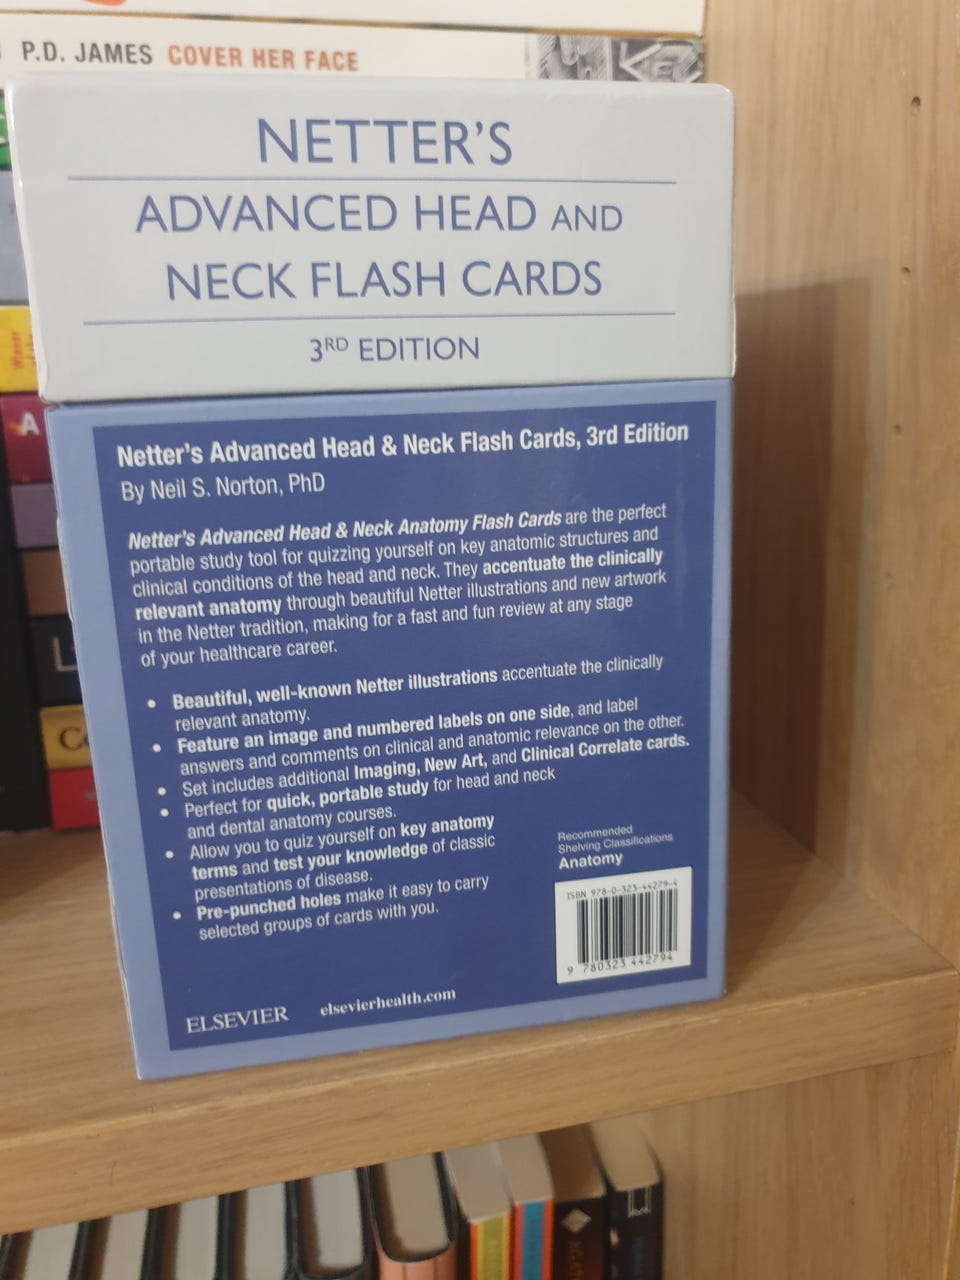 P.D. JAMES COVER HER FACE
NETTER'S
ADVANCED HEAD AND
NECK FLASH CARDS
3RD EDITION
Netter's Advanced Head & Neck Flash Cards, 3rd Edition
By Neil S. Norton, PhD
Netter's Advanced Head & Neck Anatomy Flash Cards are the perfect
portable study tool for quizzing yourself on key anatomic structures and
clinical conditions of the head and neck. They accentuate the clinically
relevant anatomy through beautiful Netter illustrations and new artwork
in the Netter tradition, making for a fast and fun review at any stage
of your healthcare career.
• Beautiful, well-known Netter illustrations accentuate the clinically
relevant anatomy.
• Feature an image and numbered labels on one side, and label
answers and comments on clinical and anatomic relevance on the other.
• Set includes additional Imaging, New Art, and Clinical Correlate cards.
• Perfect for quick, portable study for head and neck
and dental anatomy courses.
• Allow you to quiz yourself on key anatomy
terms and test your knowledge of classic
presentations of disease.
• Pre-punched holes make it easy to carry
selected groups of cards with you.
Recommended
Shelving Classifications
Anatomy
ISBN 978-0-323-44279-4
9 780323 442794
ELSEVIER
elsevierhealth.com